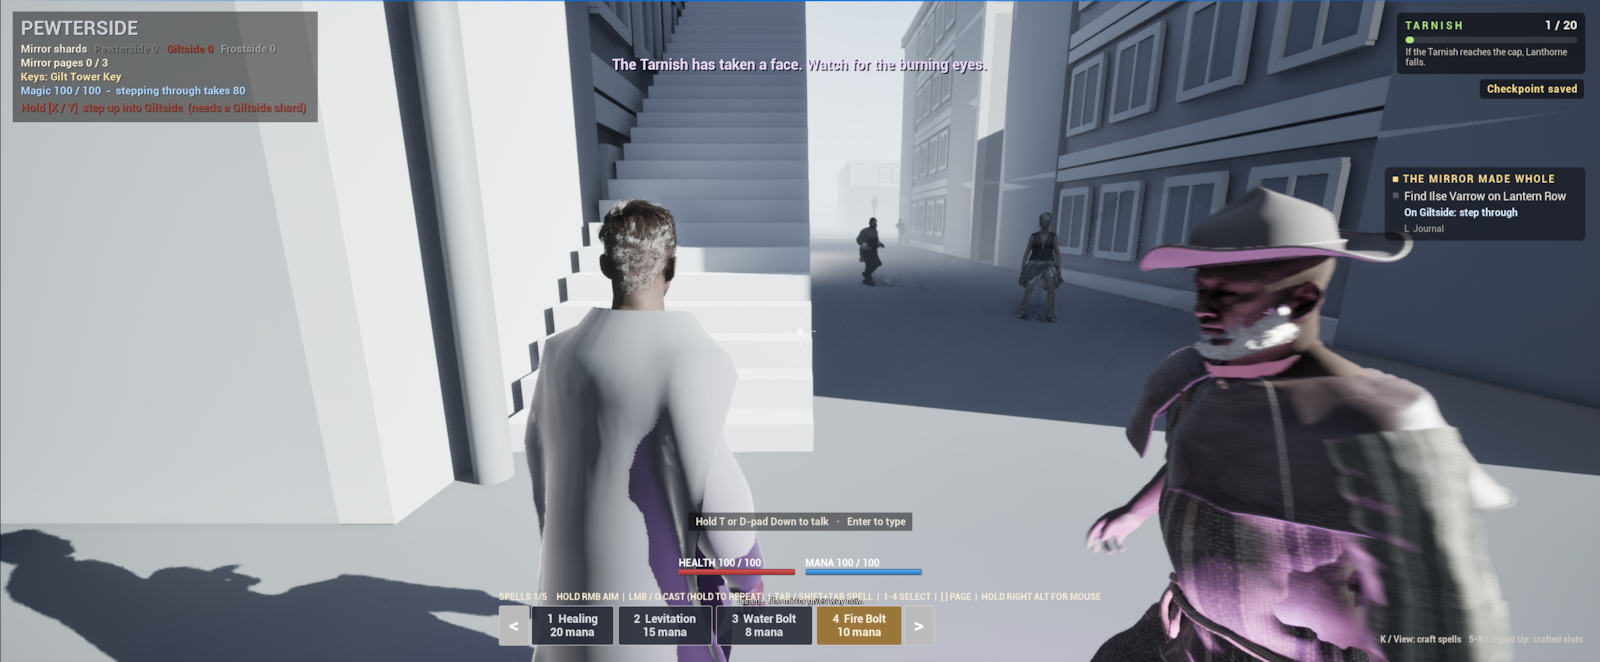 PEWTERSIDE
Mirror shards Pewterside 0 Giltside 0 Frostside 0
Mirror pages 0 / 3
Keys: Gilt Tower Key
Magic 100 / 100 - stepping through takes 80
Hold [X / Y] step up into Giltside (needs a Giltside shard)
The Tarnish has taken a face. Watch for the burning eyes.
TARNISH 1 / 20
If the Tarnish reaches the cap, Lanthorne
falls.
Checkpoint saved
THE MIRROR MADE WHOLE
Find Ilse Varrow on Lantern Row
On Giltside: step through
L Journal
Hold T or D-pad Down to talk · Enter to type
HEALTH 100 / 100 MANA 100 / 100
SPELLS 1/5 HOLD RMB AIM | LMB / Q CAST (HOLD TO REPEAT) | TAB / SHIFT+TAB SPELL | 1-4 SELECT | [ ] PAGE | HOLD RIGHT ALT FOR MOUSE
< 1 Healing 2 Levitation 3 Water Bolt 4 Fire Bolt >
20 mana 15 mana 8 mana 10 mana
K / View: craft spells 5-8 / D-pad Up: crafted slots